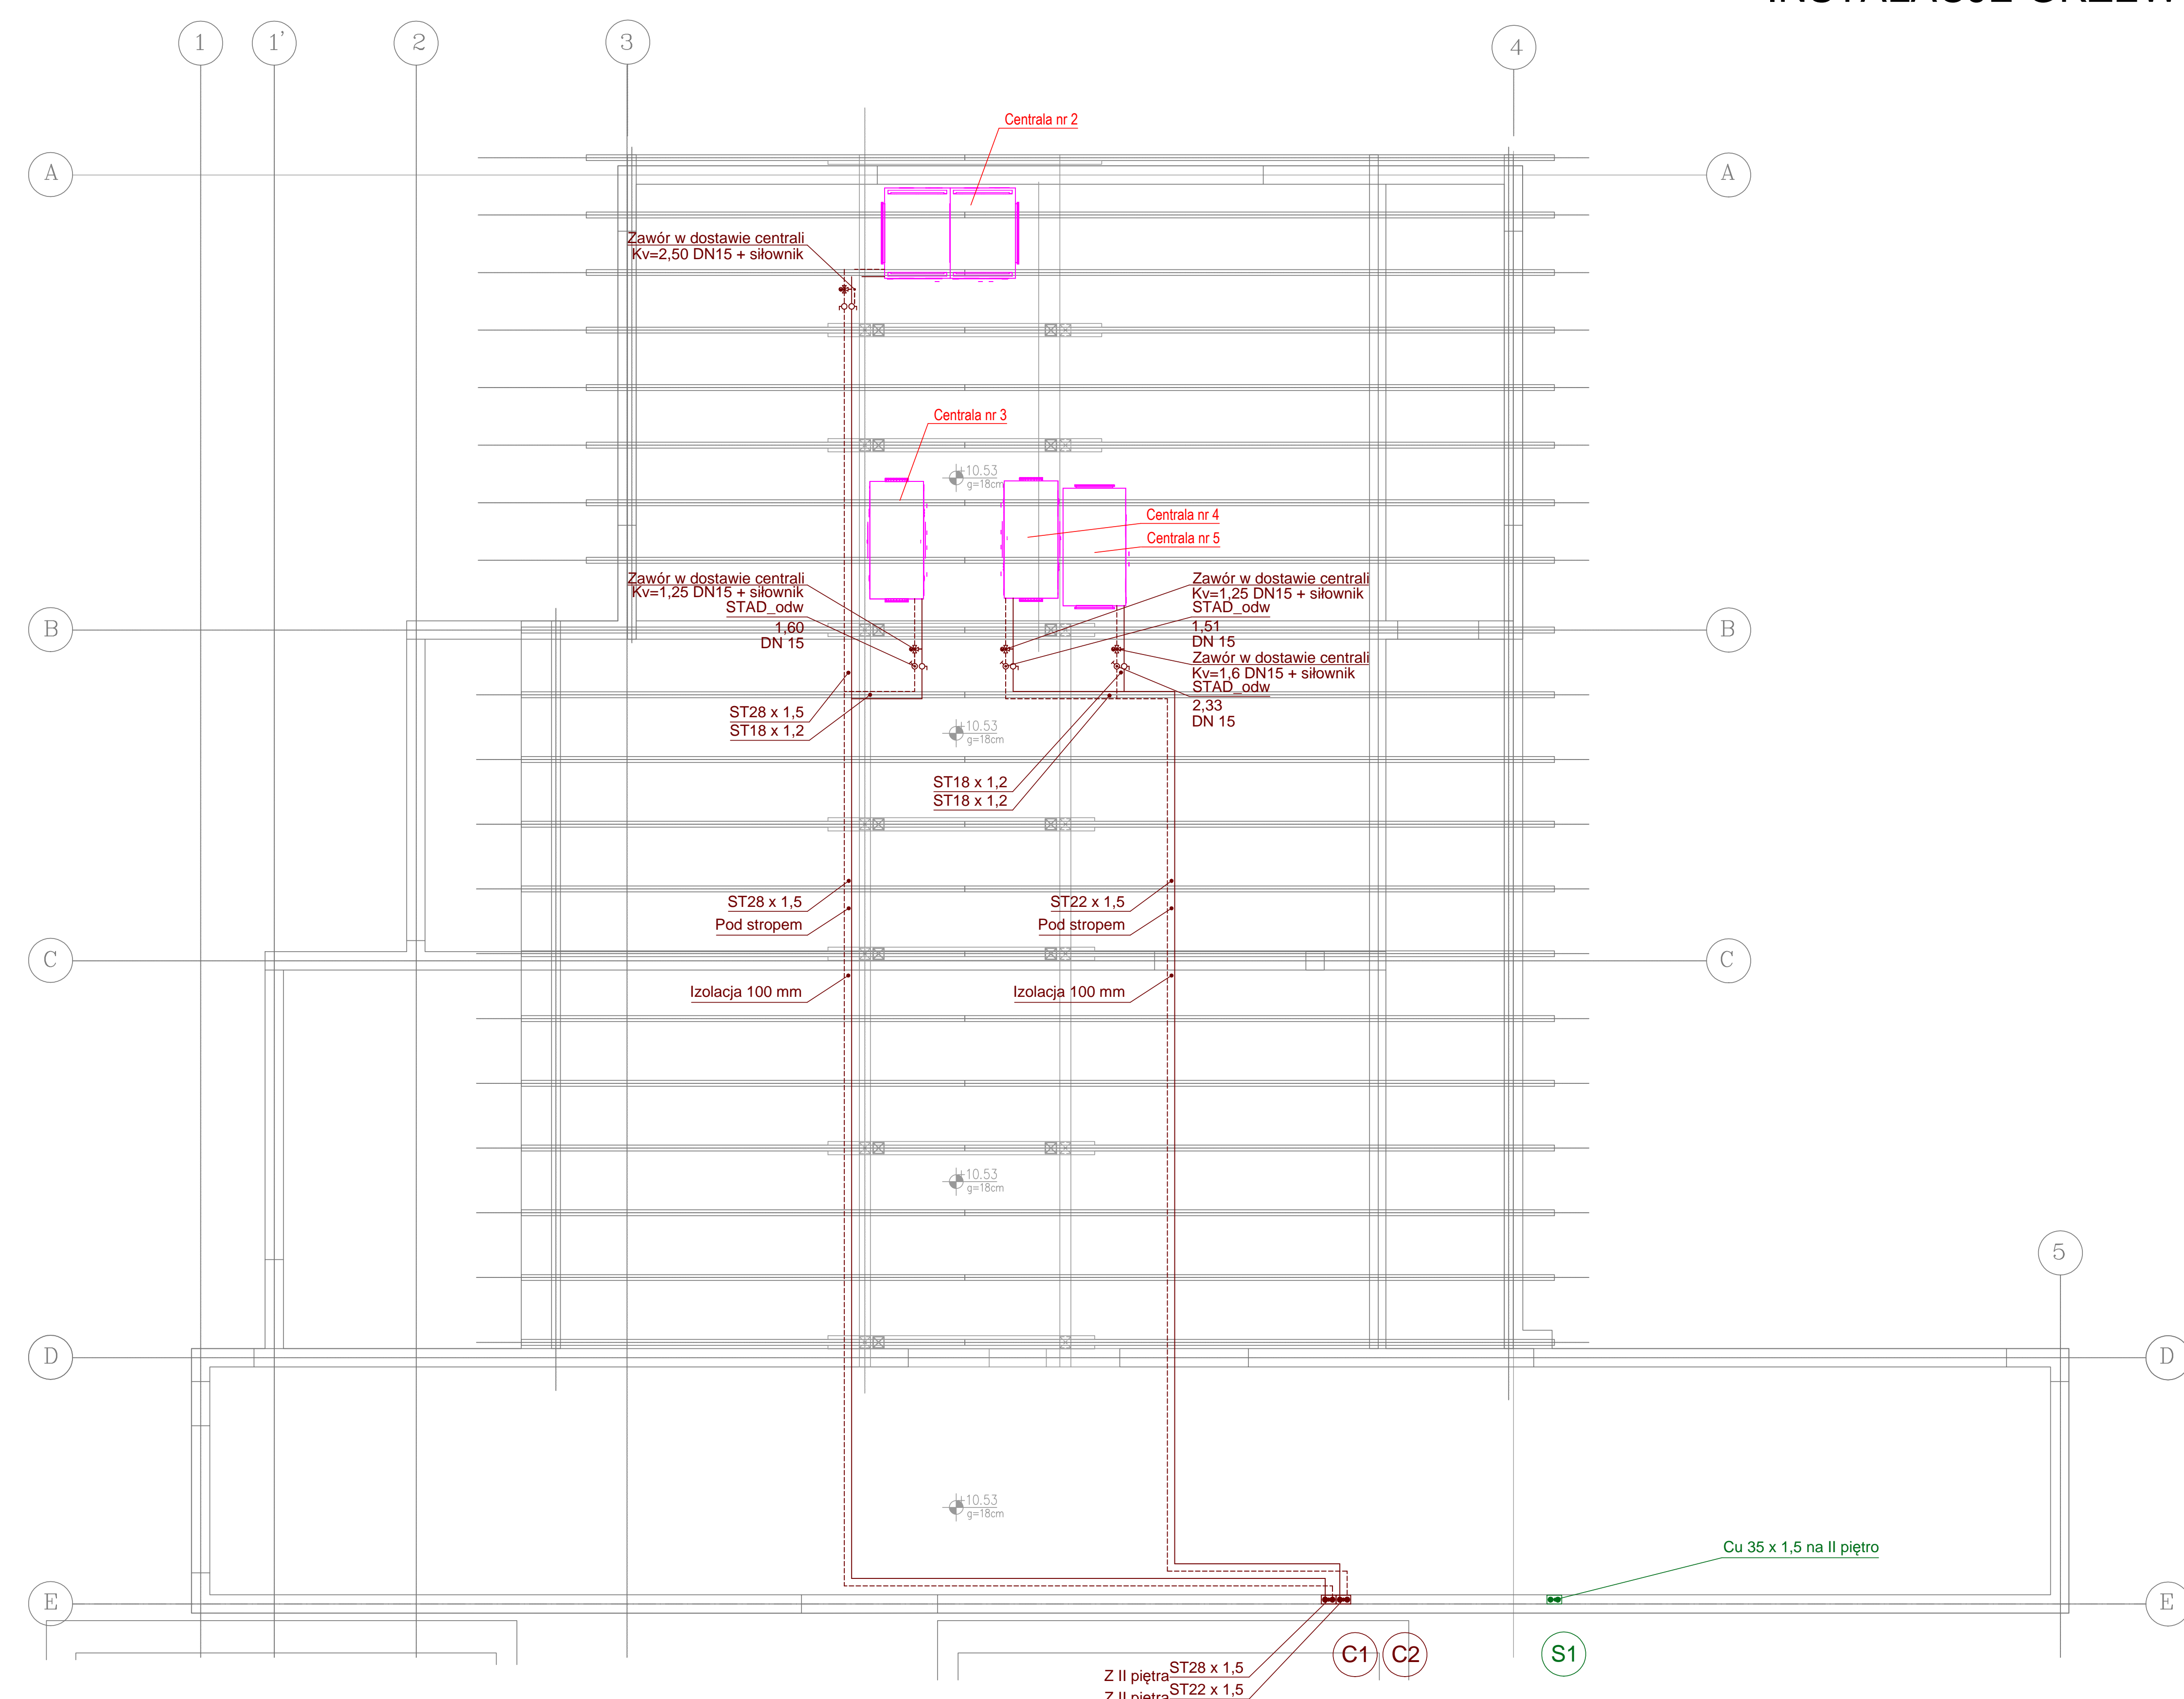 1
1'
2
3
4
Centrala nr 2
A
A
Zawór w dostawie centrali
Kv=2,50 DN15 + siłownik
Centrala nr 3
+10.53
g=18cm
Centrala nr 4
Centrala nr 5
Zawór w dostawie centrali
Kv=1,25 DN15 + siłownik
STAD_odw
1,60
DN 15
Zawór w dostawie centrali
Kv=1,25 DN15 + siłownik
STAD_odw
1,51
DN 15
B
B
Zawór w dostawie centrali
Kv=1,6 DN15 + siłownik
STAD_odw
2,33
DN 15
ST28 x 1,5
ST18 x 1,2
+10.53
g=18cm
ST18 x 1,2
ST18 x 1,2
ST28 x 1,5
Pod stropem
ST22 x 1,5
Pod stropem
C
C
Izolacja 100 mm
Izolacja 100 mm
+10.53
g=18cm
5
D
D
+10.53
g=18cm
Cu 35 x 1,5 na II piętro
E
E
C1
C2
S1
Z II piętra ST28 x 1,5
Z II piętra ST22 x 1,5